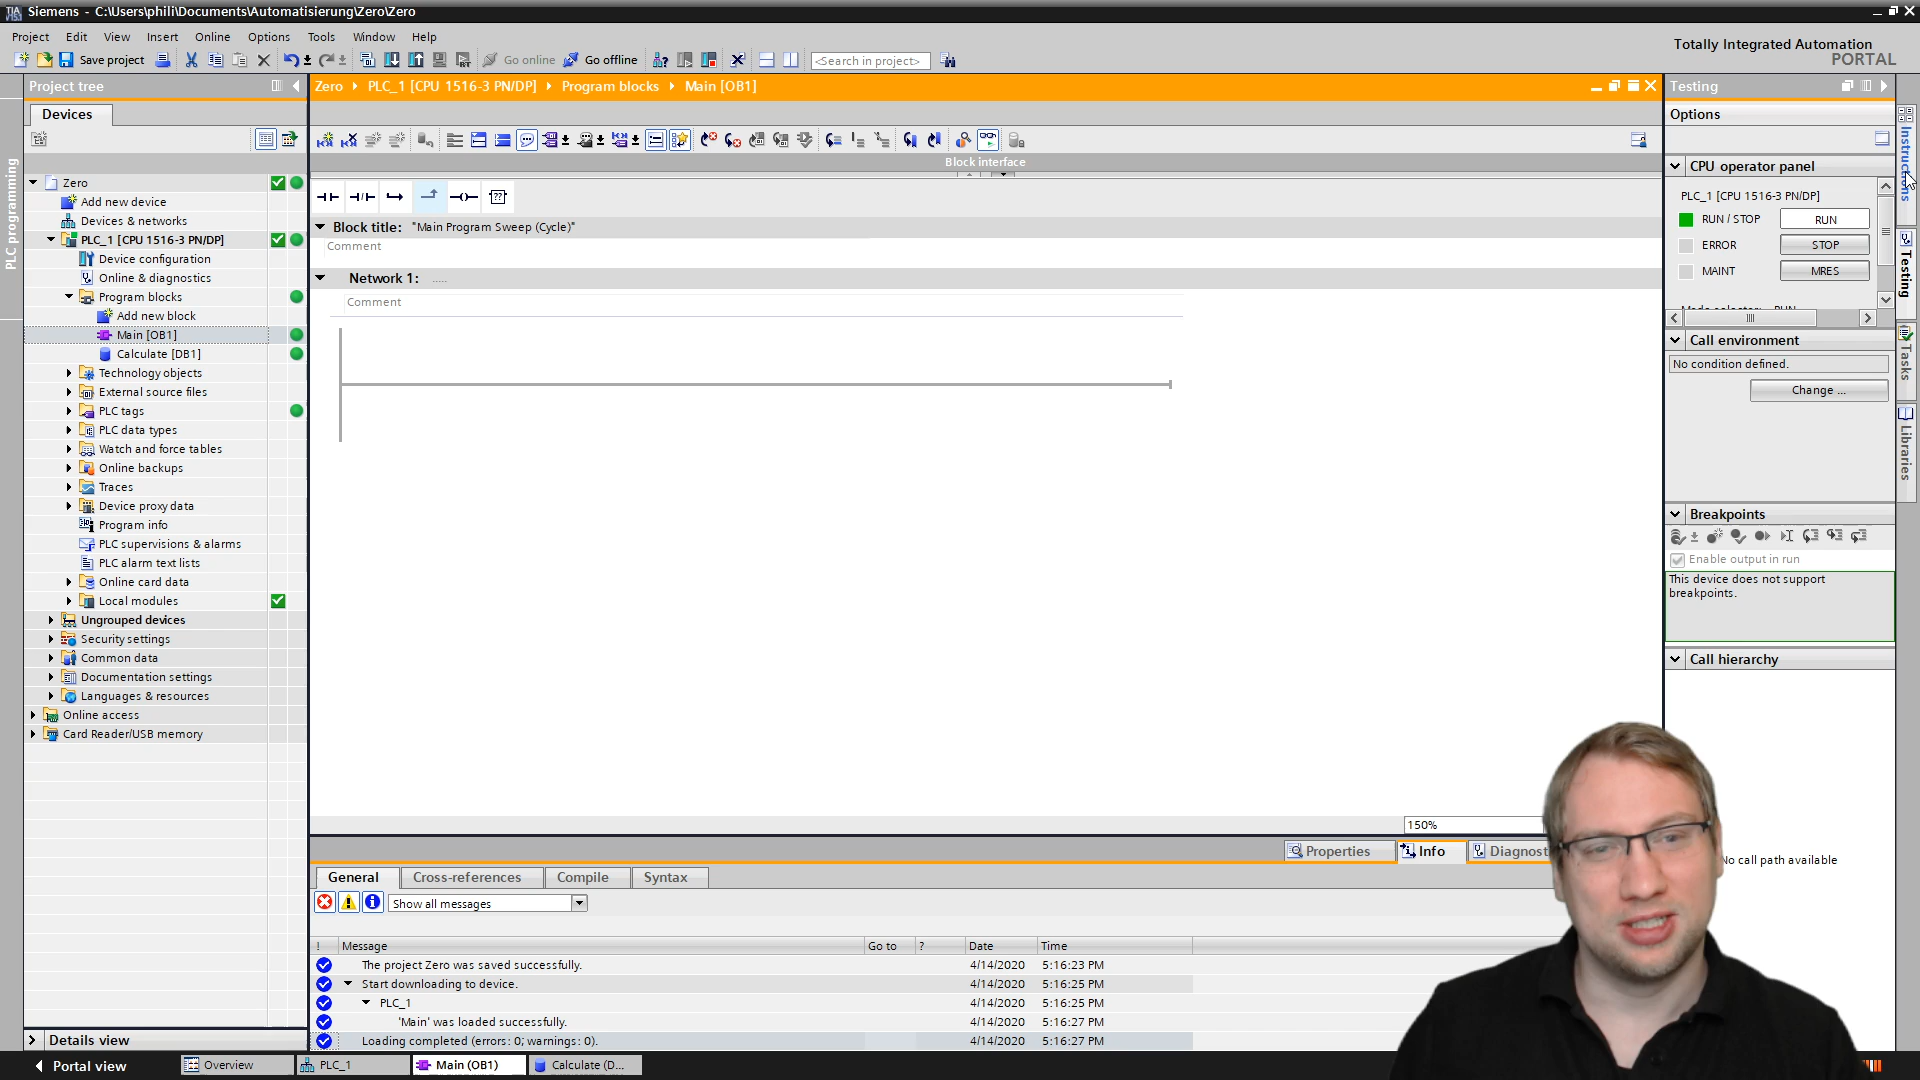 Siemens - C:\Users\phili\Documents\Automatisierung\Zero\Zero
Project Edit View Insert Online Options Tools Window Help
Totally Integrated Automation
PORTAL
Save project
Go online
Go offline
<Search in project>
Project tree
Zero PLC_1 [CPU 1516-3 PN/DP] Program blocks Main [OB1]
Testing
Devices
Options
Block interface
PLC programming
Zero
Add new device
Devices & networks
PLC_1 [CPU 1516-3 PN/DP]
Device configuration
Online & diagnostics
Program blocks
Add new block
Main [OB1]
Calculate [DB1]
Technology objects
External source files
PLC tags
PLC data types
Watch and force tables
Online backups
Traces
Device proxy data
Program info
PLC supervisions & alarms
PLC alarm text lists
Online card data
Local modules
Ungrouped devices
Security settings
Common data
Documentation settings
Languages & resources
Online access
Card Reader/USB memory
Details view
??
Block title: "Main Program Sweep (Cycle)"
Comment
Network 1: .....
Comment
150%
CPU operator panel
PLC_1 [CPU 1516-3 PN/DP]
RUN / STOP RUN
ERROR STOP
MAINT MRES
Call environment
No condition defined.
Change ...
Breakpoints
Enable output in run
This device does not support
breakpoints.
Call hierarchy
No call path available
Instructions
Testing
Tasks
Libraries
Properties Info Diagnost
General Cross-references Compile Syntax
Show all messages
! Message Go to ? Date Time
The project Zero was saved successfully. 4/14/2020 5:16:23 PM
Start downloading to device. 4/14/2020 5:16:25 PM
PLC_1 4/14/2020 5:16:25 PM
'Main' was loaded successfully. 4/14/2020 5:16:27 PM
Loading completed (errors: 0; warnings: 0). 4/14/2020 5:16:27 PM
Portal view Overview PLC_1 Main (OB1) Calculate (D...